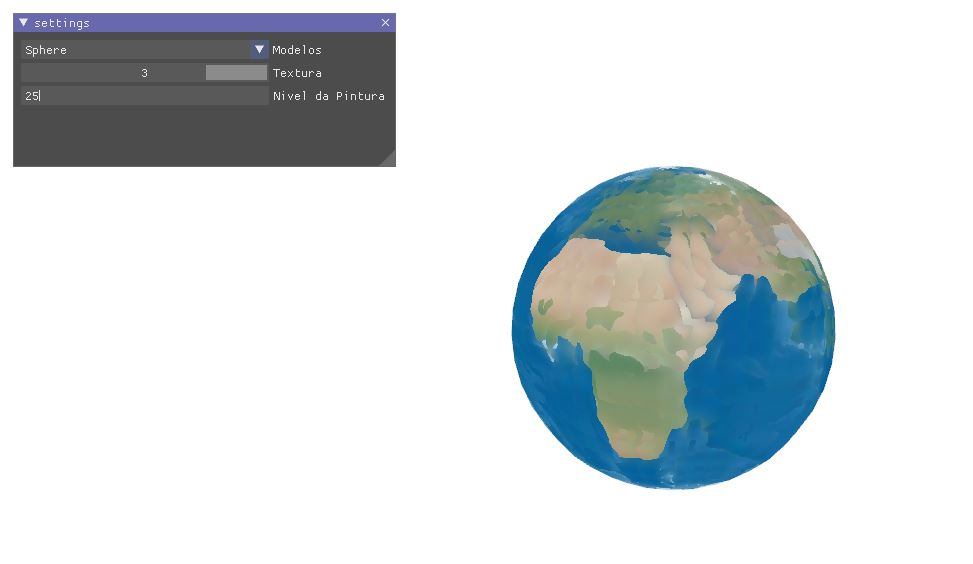 settings
Sphere Modelos
3 Textura
25 Nivel da Pintura